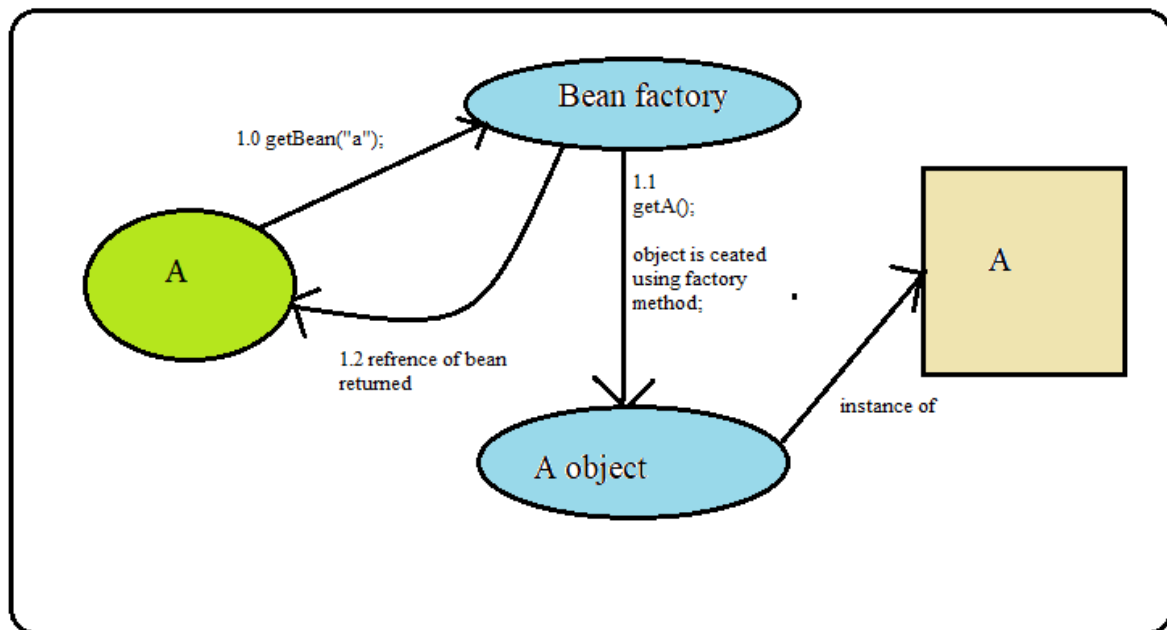 Bean factory
1.0 getBean("a");
1.1
getA();
object is ceated
using factory
method;
A
A
1.2 refrence of bean
returned
instance of
A object